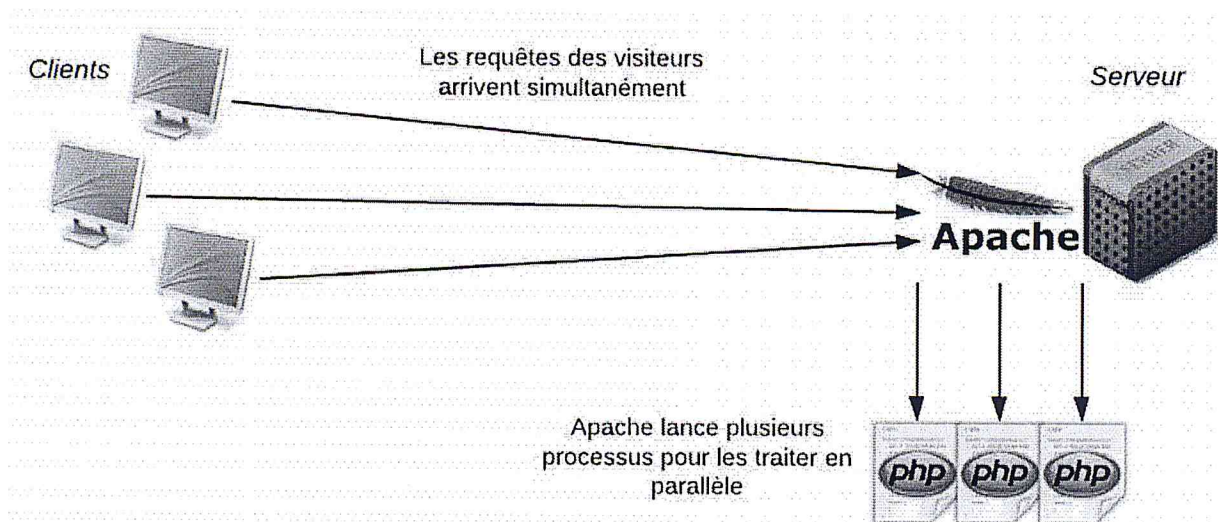 Clients
Les requêtes des visiteurs
arrivent simultanément
Serveur
Apache
Apache lance plusieurs
processus pour les traiter en
parallèle
php
php
php